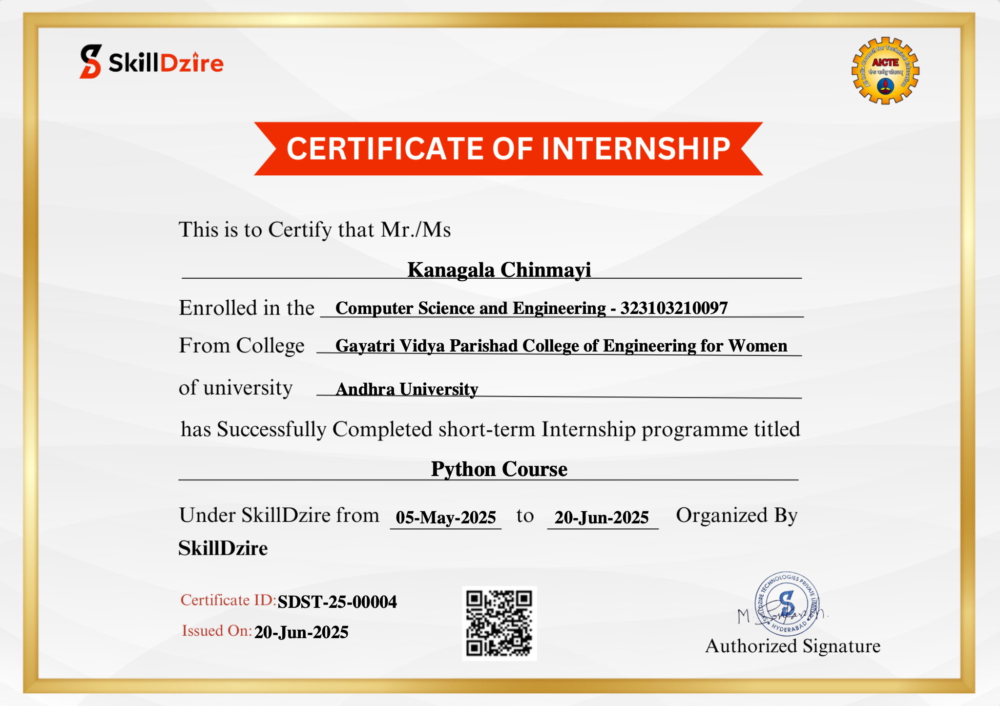 SkillDzire
All India Council for Technical Education
AICTE
योगः कर्मसु कौशलम्
CERTIFICATE OF INTERNSHIP
This is to Certify that Mr./Ms
Kanagala Chinmayi
Enrolled in the Computer Science and Engineering - 323103210097
From College Gayatri Vidya Parishad College of Engineering for Women
of university Andhra University
has Successfully Completed short-term Internship programme titled
Python Course
Under SkillDzire from 05-May-2025 to 20-Jun-2025 Organized By
SkillDzire
Certificate ID: SDST-25-00004
Issued On: 20-Jun-2025
SKILLDZIRE TECHNOLOGIES PRIVATE LIMITED
HYDERABAD
M.
Authorized Signature